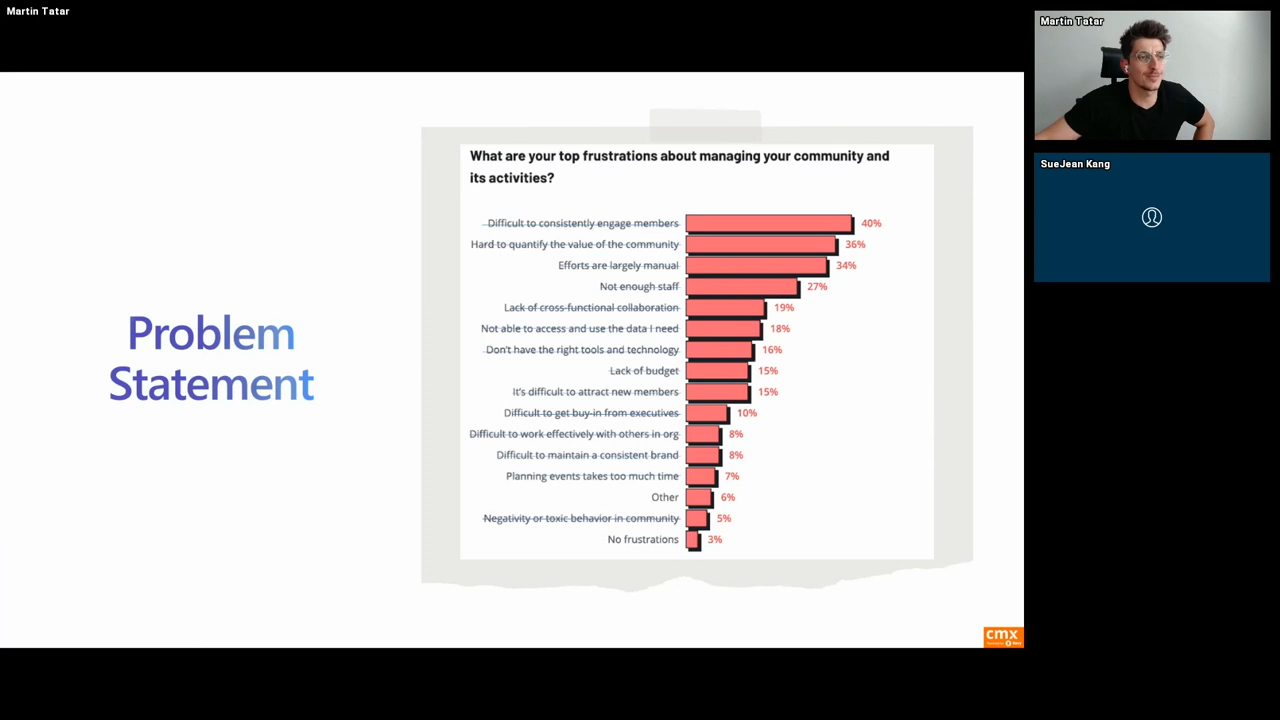 Martin Tatar
Martin Tatar
SueJean Kang
Problem
Statement
What are your top frustrations about managing your community and
its activities?
Difficult to consistently engage members 40%
Hard to quantify the value of the community 36%
Efforts are largely manual 34%
Not enough staff 27%
Lack of cross-functional collaboration 19%
Not able to access and use the data I need 18%
Don't have the right tools and technology 16%
Lack of budget 15%
It's difficult to attract new members 15%
Difficult to get buy-in from executives 10%
Difficult to work effectively with others in org 8%
Difficult to maintain a consistent brand 8%
Planning events takes too much time 7%
Other 6%
Negativity or toxic behavior in community 5%
No frustrations 3%
cmx